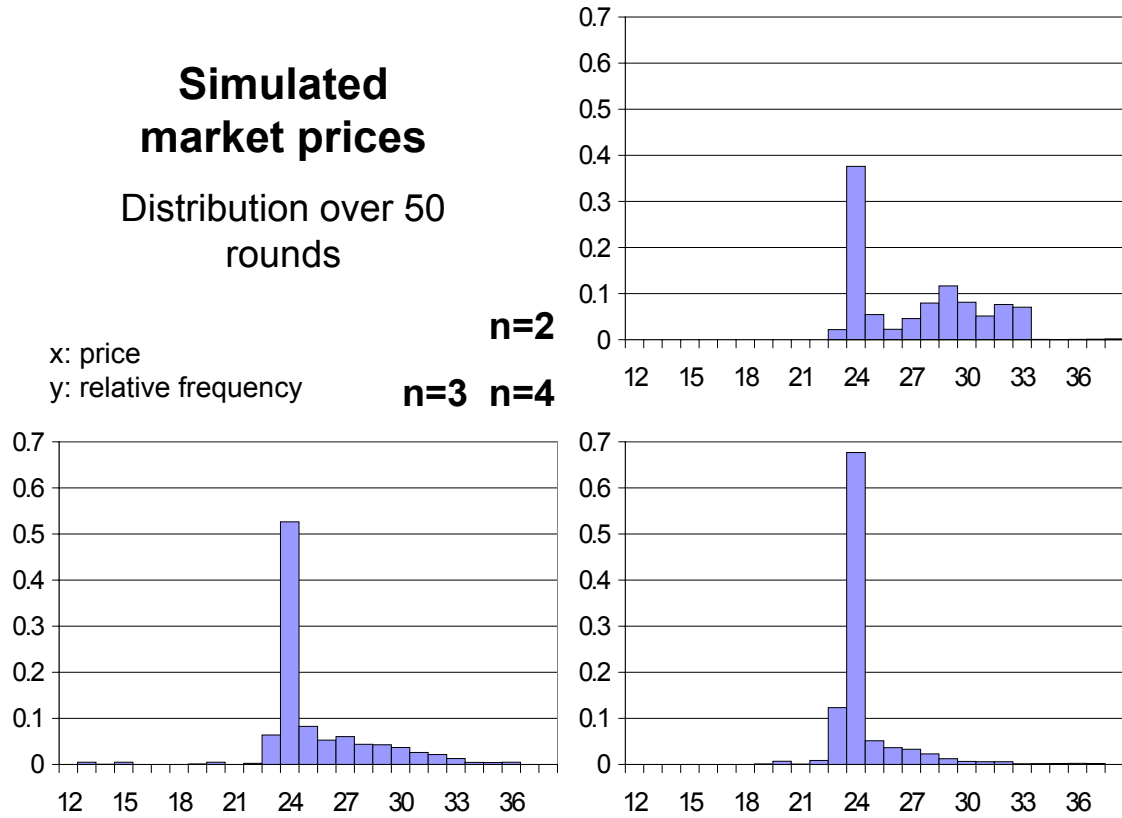 Simulated
market prices
Distribution over 50
rounds
x: price
y: relative frequency
n=2
n=3 n=4
0.7
0.6
0.5
0.4
0.3
0.2
0.1
0
12 15 18 21 24 27 30 33 36
0.7
0.6
0.5
0.4
0.3
0.2
0.1
0
12 15 18 21 24 27 30 33 36
0.7
0.6
0.5
0.4
0.3
0.2
0.1
0
12 15 18 21 24 27 30 33 36